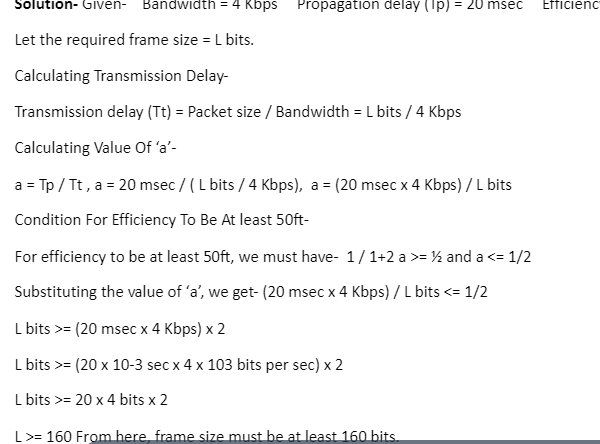 Solution- Given- Bandwidth = 4 Kbps Propagation delay (Tp) = 20 msec
Let the required frame size = L bits.
Calculating Transmission Delay-
Transmission delay (Tt) = Packet size / Bandwidth = L bits / 4 Kbps
Calculating Value Of ‘a’-
a = Tp / Tt , a = 20 msec / ( L bits / 4 Kbps), a = (20 msec x 4 Kbps) / L bits
Condition For Efficiency To Be At least 50ft-
For efficiency to be at least 50ft, we must have- 1 / 1+2 a >= ½ and a <= 1/2
Substituting the value of ‘a’, we get- (20 msec x 4 Kbps) / L bits <= 1/2
L bits >= (20 msec x 4 Kbps) x 2
L bits >= (20 x 10-3 sec x 4 x 103 bits per sec) x 2
L bits >= 20 x 4 bits x 2
L >= 160 From here, frame size must be at least 160 bits.